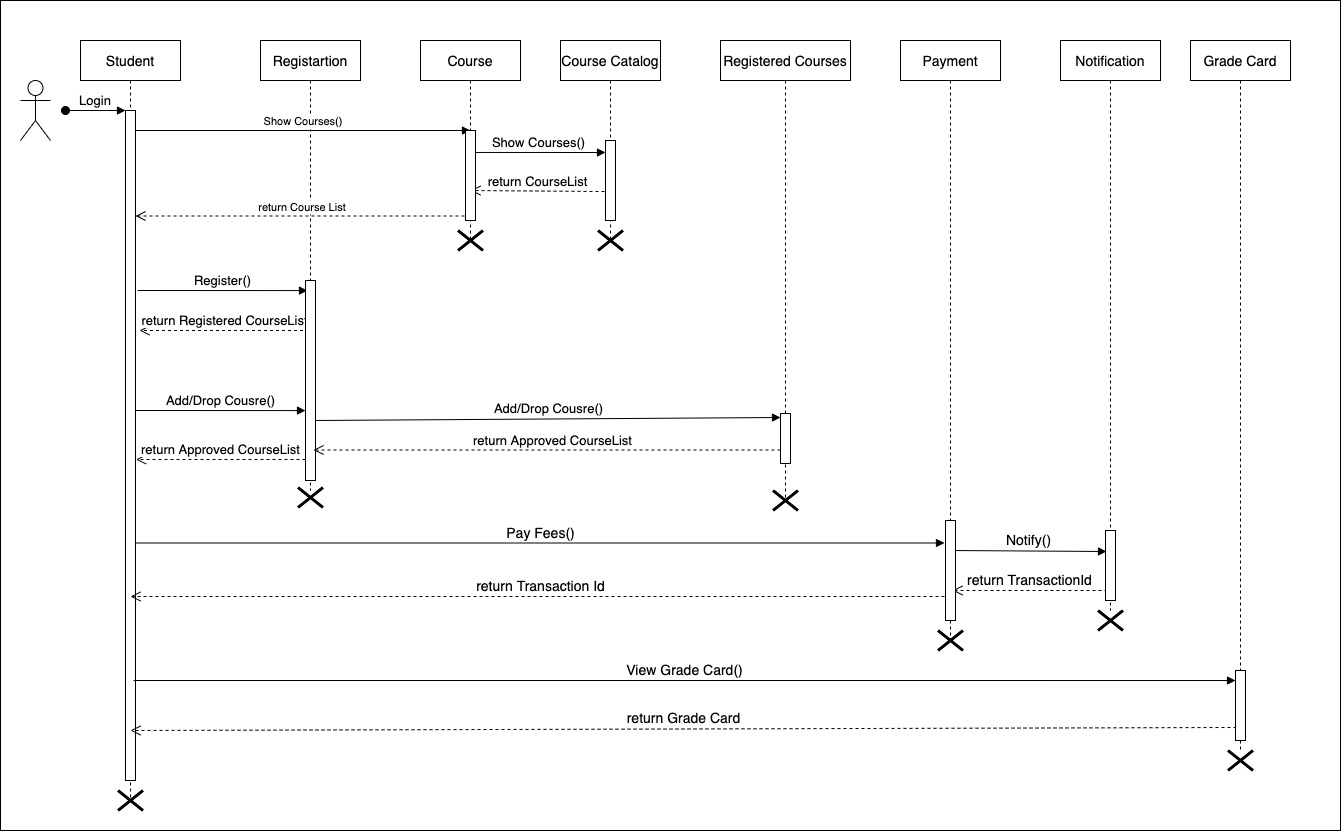 Student
Registartion
Course
Course Catalog
Registered Courses
Payment
Notification
Grade Card
Login
Show Courses()
Show Courses()
return CourseList
return Course List
Register()
return Registered CourseLis
Add/Drop Cousre()
Add/Drop Cousre()
return Approved CourseList
return Approved CourseList
Pay Fees()
Notify()
return TransactionId
return Transaction Id
View Grade Card()
return Grade Card